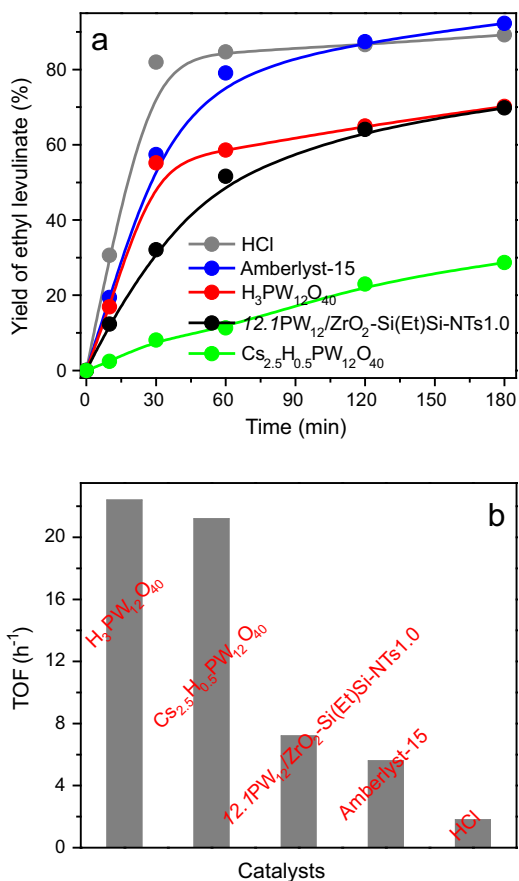 a
Yield of ethyl levulinate (%)
80
60
40
20
0
HCl
Amberlyst-15
H₃PW₁₂O₄₀
12.1PW₁₂/ZrO₂-Si(Et)Si-NTs1.0
Cs₂.₅H₀.₅PW₁₂O₄₀
0 30 60 90 120 150 180
Time (min)
b
TOF (h⁻¹)
20
16
12
8
4
0
H₃PW₁₂O₄₀
Cs₂.₅H₀.₅PW₁₂O₄₀
12.1PW₁₂/ZrO₂-Si(Et)Si-NTs1.0
Amberlyst-15
HCl
Catalysts